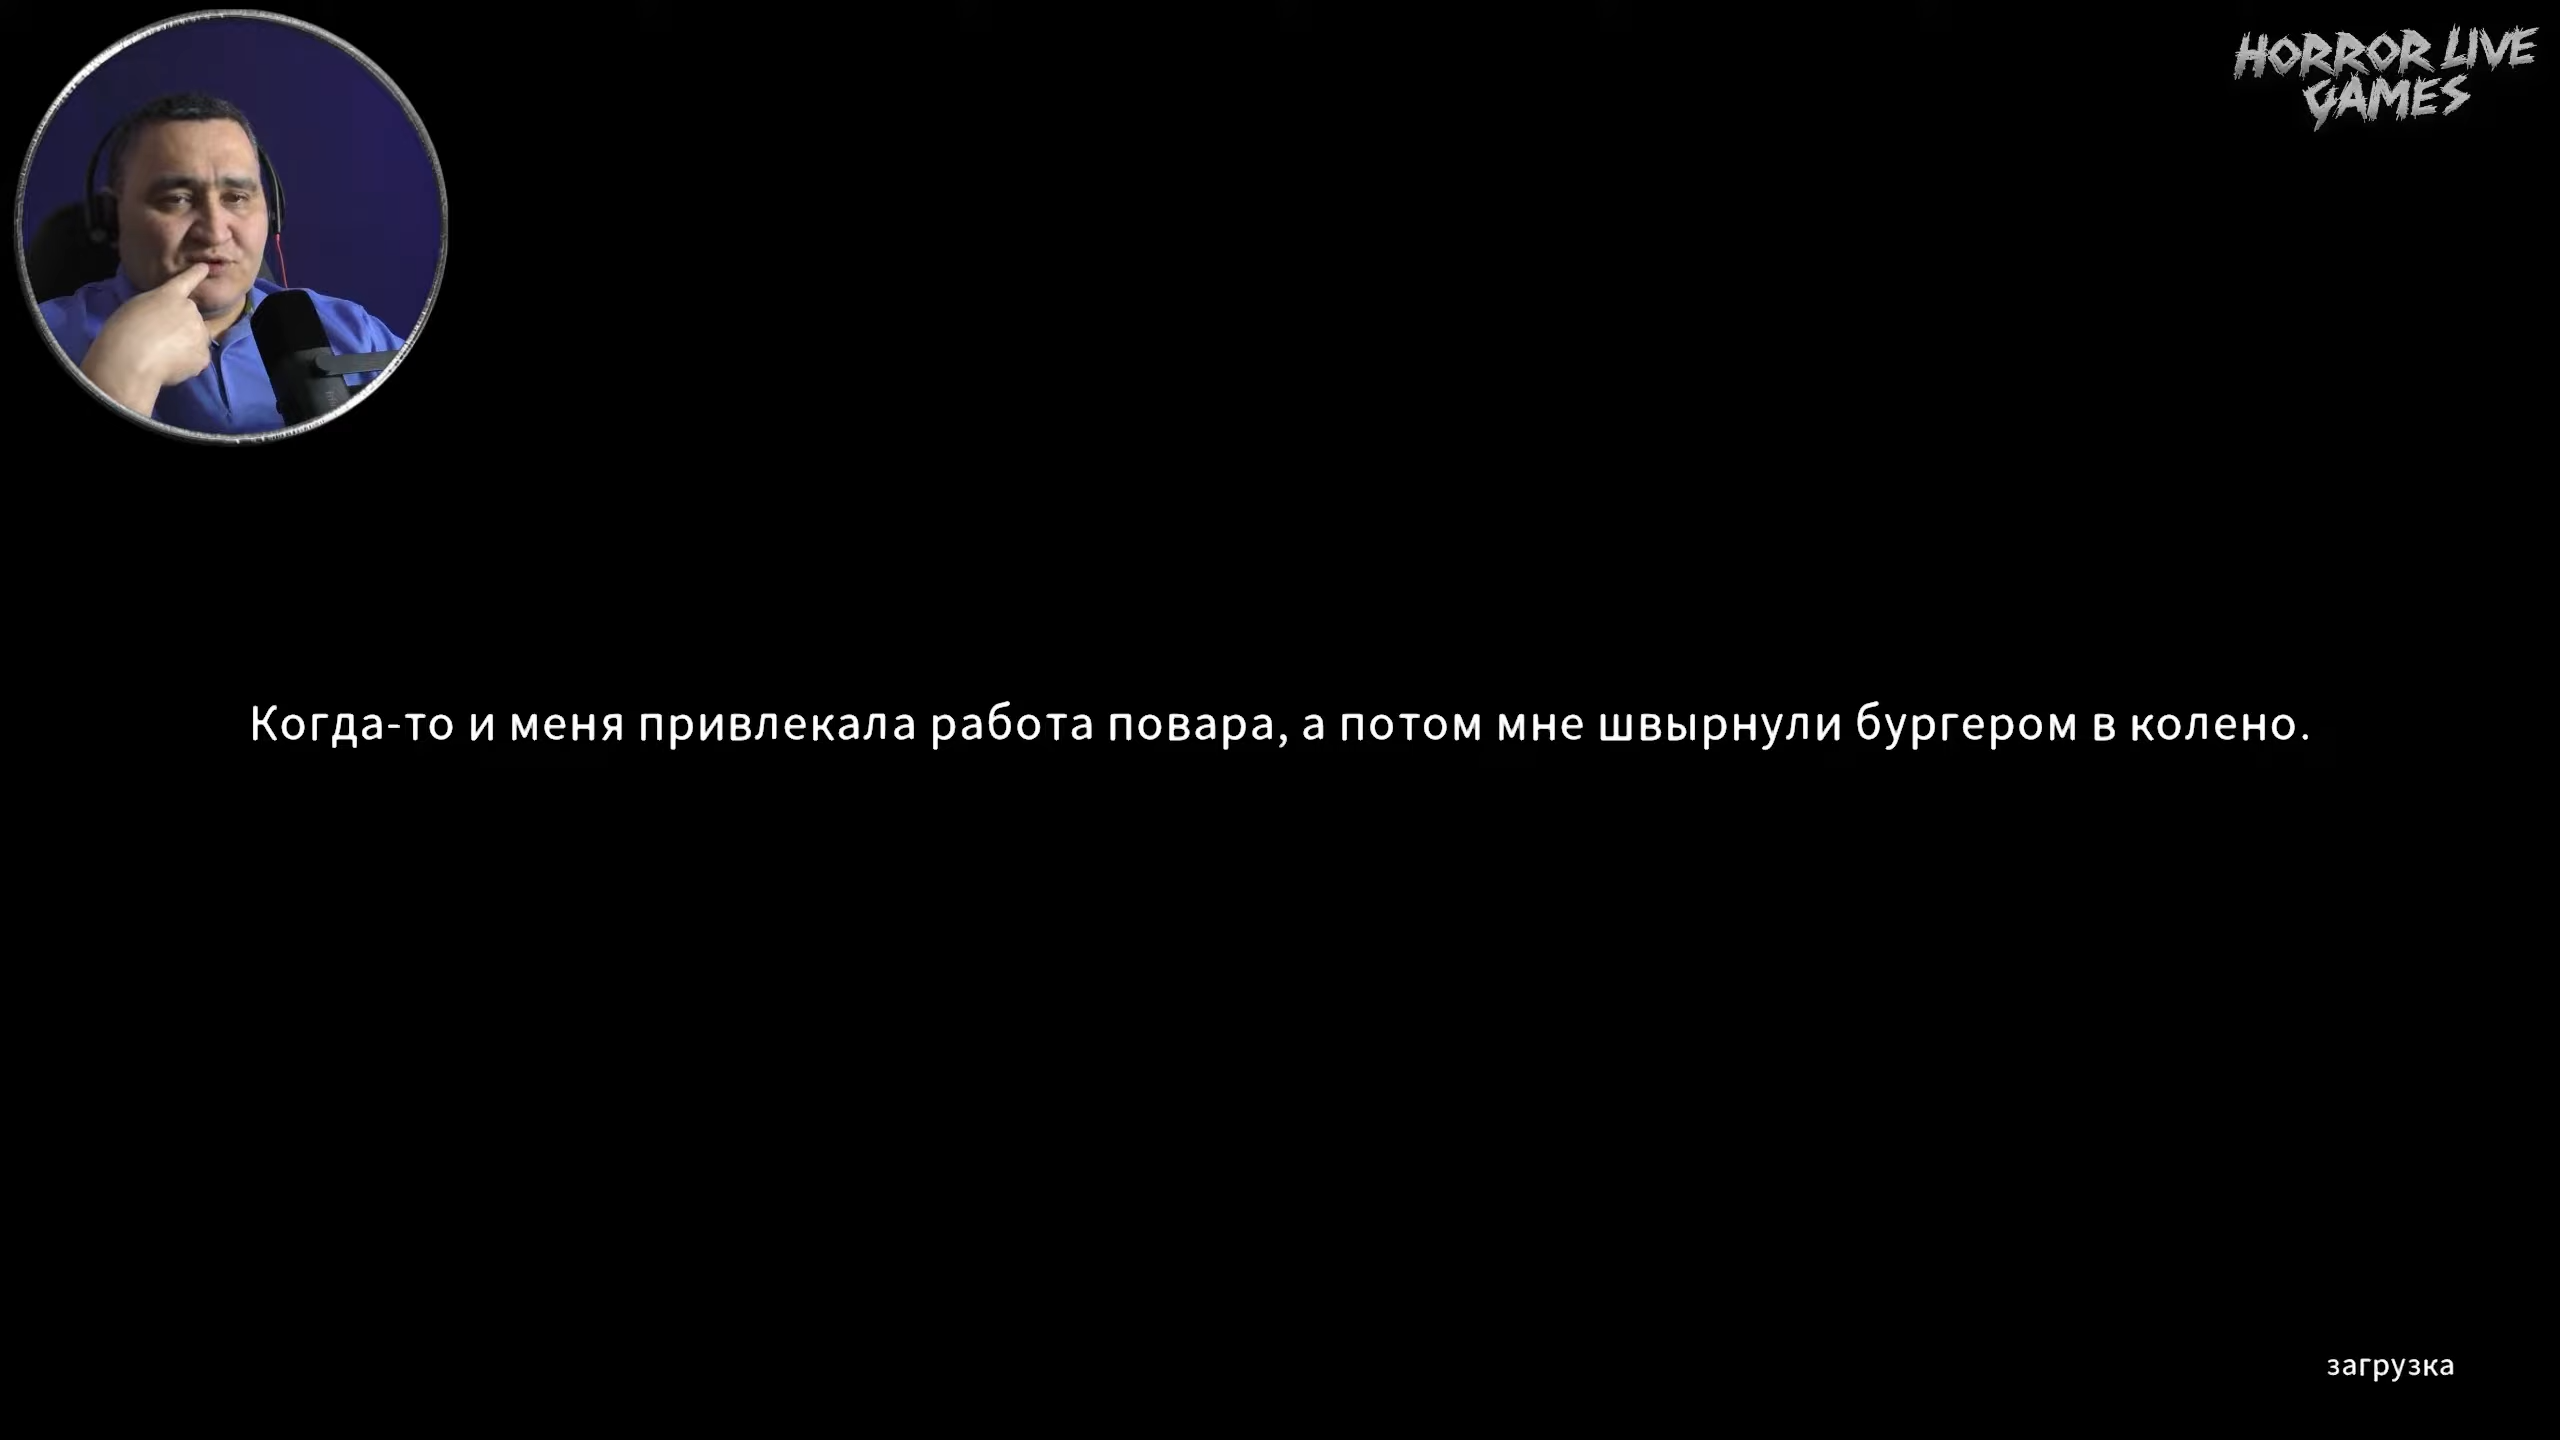 HORROR LIVE
GAMES
Когда-то и меня привлекала работа повара, а потом мне швырнули бургером в колено.
загрузка